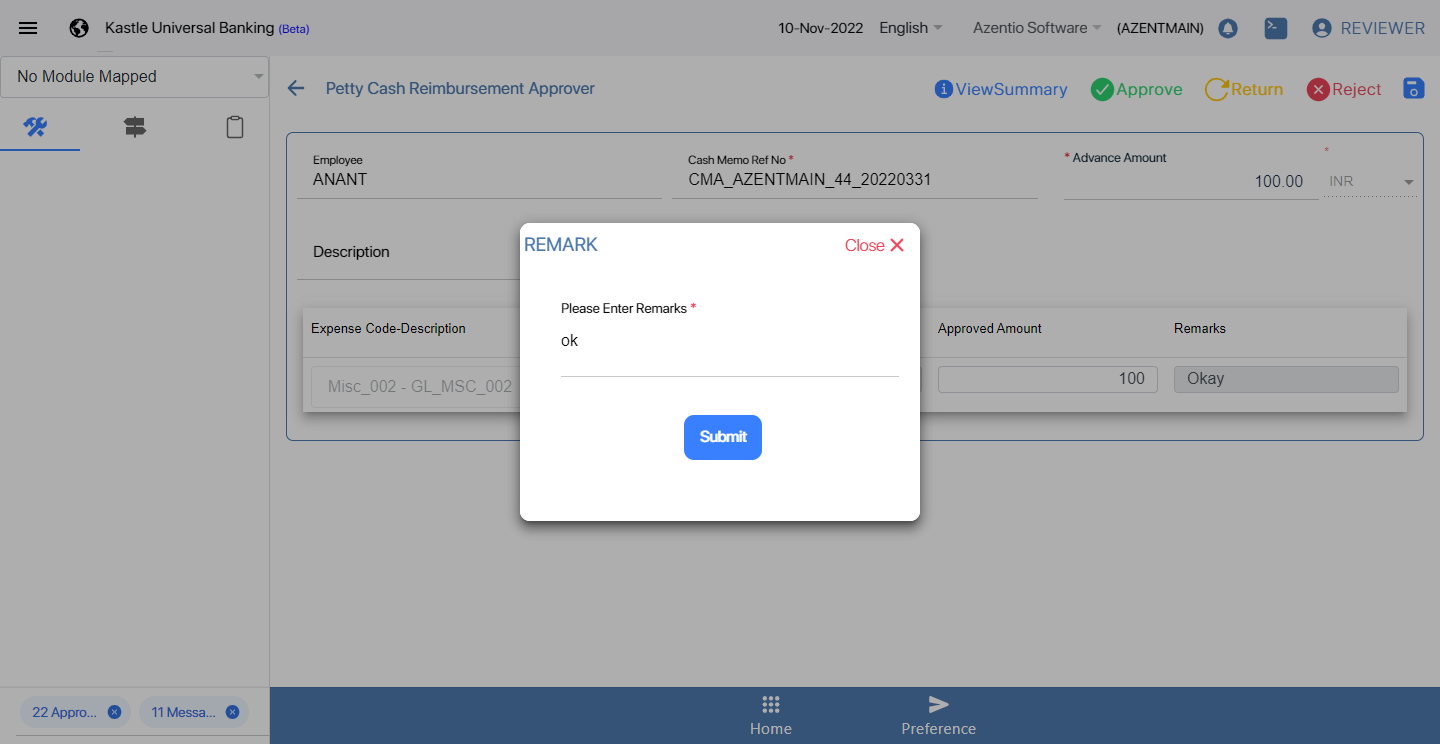 Kastle Universal Banking (Beta)
10-Nov-2022 English Azentio Software (AZENTMAIN) REVIEWER
No Module Mapped
Petty Cash Reimbursement Approver
ViewSummary Approve Return Reject
Employee
ANANT
Cash Memo Ref No *
CMA_AZENTMAIN_44_20220331
* Advance Amount
100.00
*
INR
Description
REMARK
Close
Please Enter Remarks *
ok
Submit
Expense Code-Description
Approved Amount
Remarks
Misc_002 - GL_MSC_002
100
Okay
22 Appro...
11 Messa...
Home
Preference